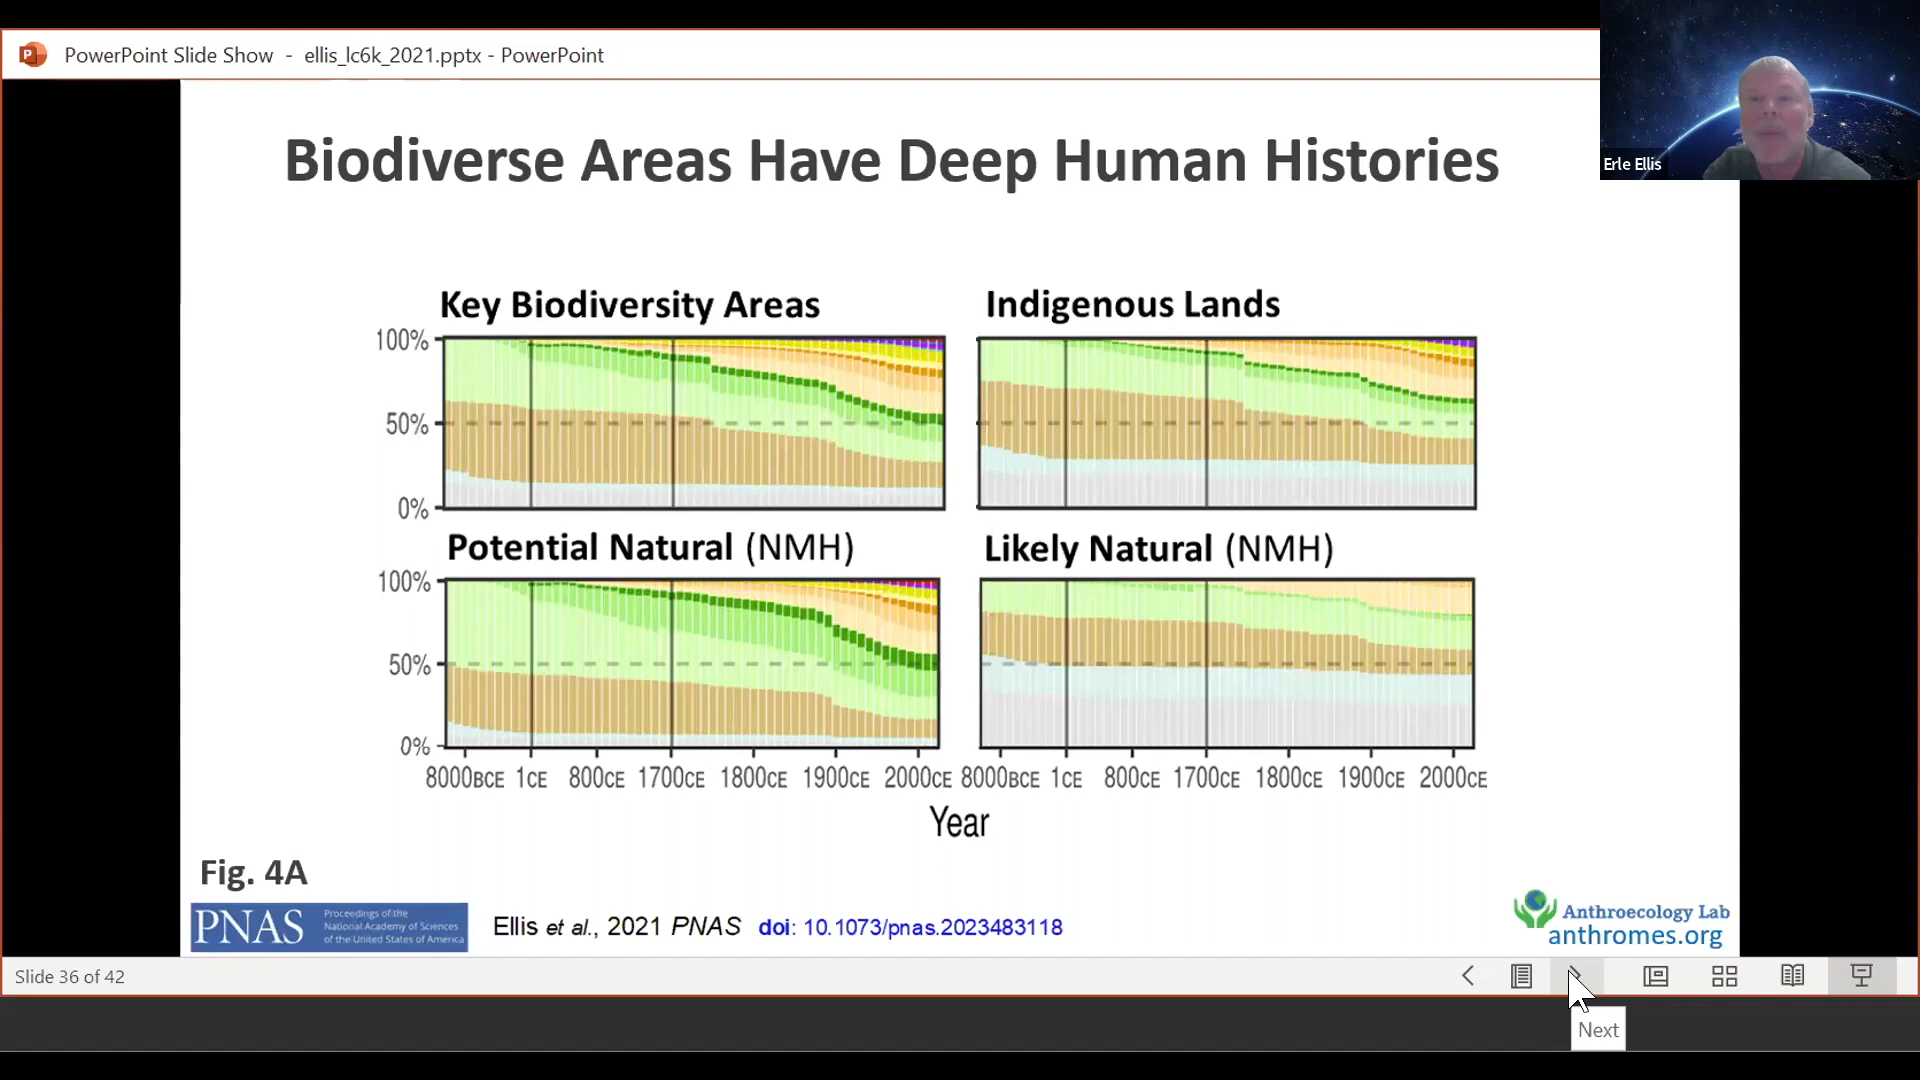 PowerPoint Slide Show - ellis_lc6k_2021.pptx - PowerPoint
Erle Ellis
Biodiverse Areas Have Deep Human Histories
Key Biodiversity Areas
Indigenous Lands
100%
50%
0%
Potential Natural (NMH)
Likely Natural (NMH)
100%
50%
0%
8000BCE 1CE 800CE 1700CE 1800CE 1900CE 2000CE 8000BCE 1CE 800CE 1700CE 1800CE 1900CE 2000CE
Year
Fig. 4A
PNAS
Proceedings of the
National Academy of Sciences
of the United States of America
Ellis et al., 2021 PNAS doi: 10.1073/pnas.2023483118
Anthroecology Lab
anthromes.org
Slide 36 of 42
Next